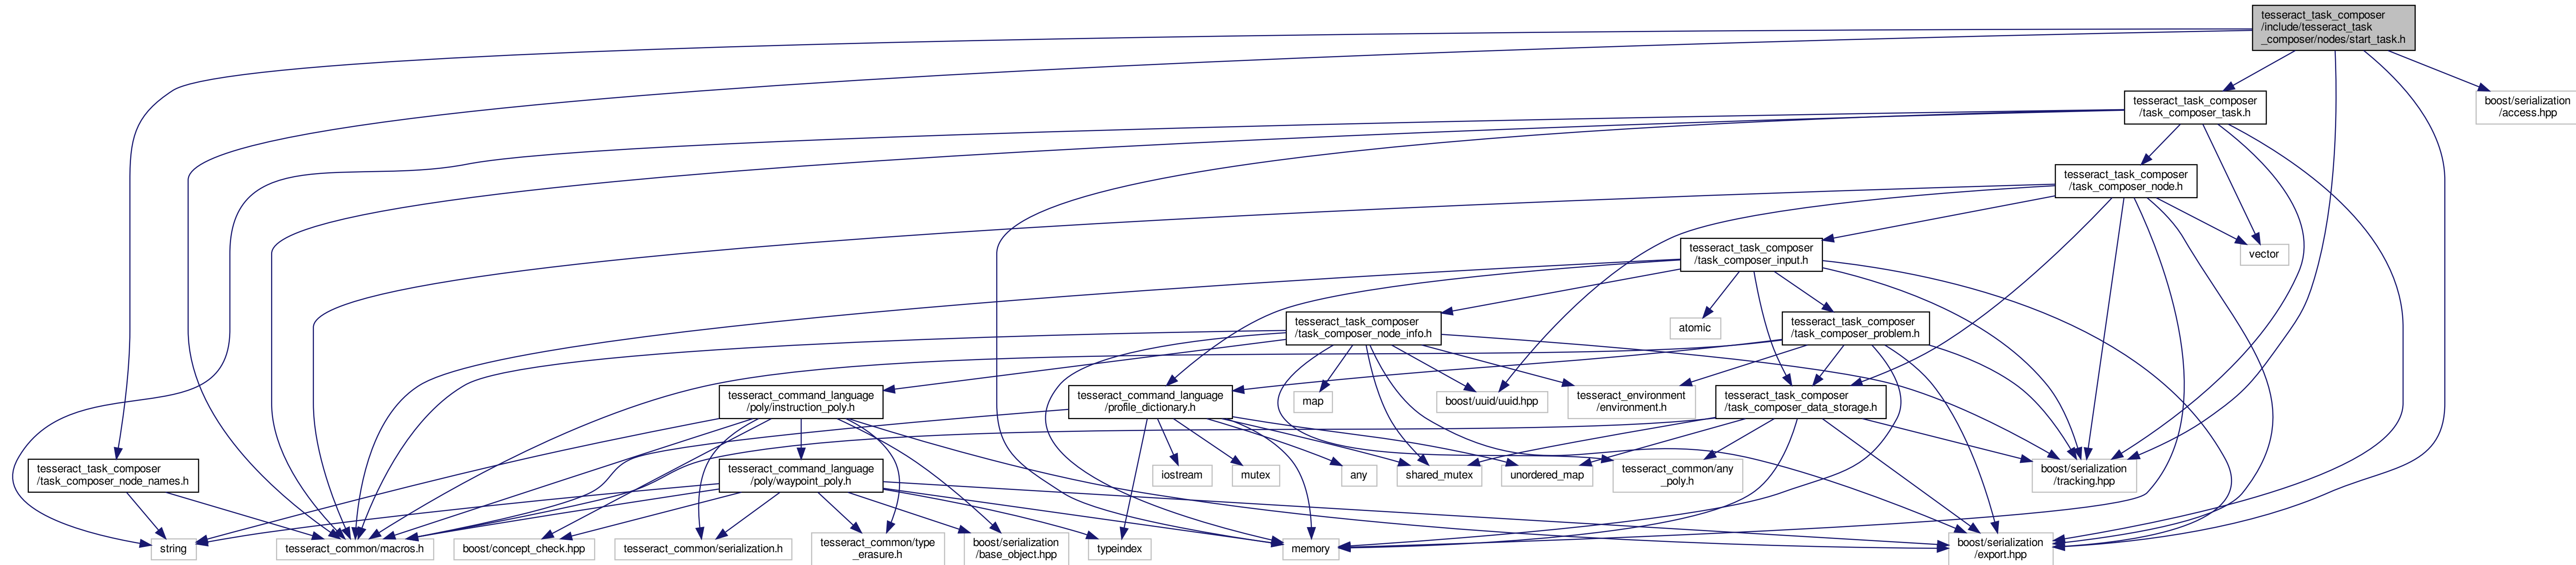 tesseract_task_composer
/include/tesseract_task
_composer/nodes/start_task.h
tesseract_task_composer
/task_composer_task.h
boost/serialization
/access.hpp
tesseract_task_composer
/task_composer_node.h
tesseract_task_composer
/task_composer_input.h
vector
tesseract_task_composer
/task_composer_node_info.h
atomic
tesseract_task_composer
/task_composer_problem.h
tesseract_command_language
/poly/instruction_poly.h
tesseract_command_language
/profile_dictionary.h
map
boost/uuid/uuid.hpp
tesseract_environment
/environment.h
tesseract_task_composer
/task_composer_data_storage.h
tesseract_task_composer
/task_composer_node_names.h
tesseract_command_language
/poly/waypoint_poly.h
iostream
mutex
any
shared_mutex
unordered_map
tesseract_common/any
_poly.h
boost/serialization
/tracking.hpp
string
tesseract_common/macros.h
boost/concept_check.hpp
tesseract_common/serialization.h
tesseract_common/type
_erasure.h
boost/serialization
/base_object.hpp
typeindex
memory
boost/serialization
/export.hpp